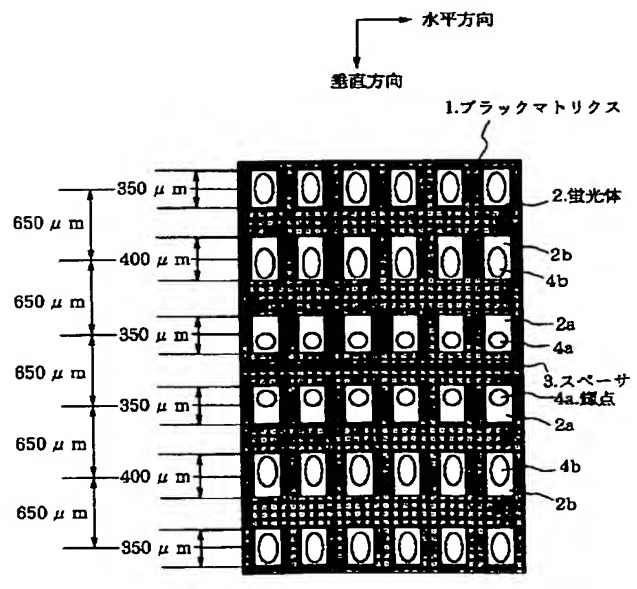 水平方向
垂直方向
1.ブラックマトリクス
350 μm
2.蛍光体
650 μm
2b
400 μm
4b
650 μm
2a
350 μm
4a
650 μm
3.スペーサ
4a.輝点
350 μm
2a
650 μm
4b
400 μm
2b
650 μm
350 μm